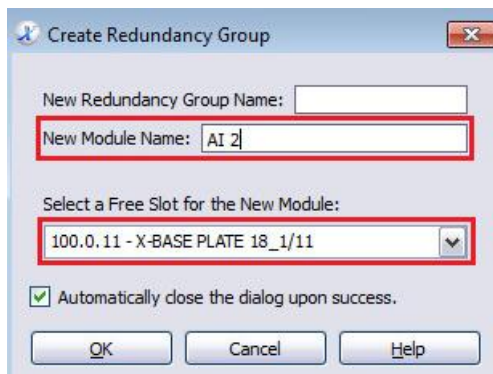 Create Redundancy Group
New Redundancy Group Name:
New Module Name: AI 2
Select a Free Slot for the New Module:
100.0.11 - X-BASE PLATE 18_1/11
Automatically close the dialog upon success.
OK Cancel Help